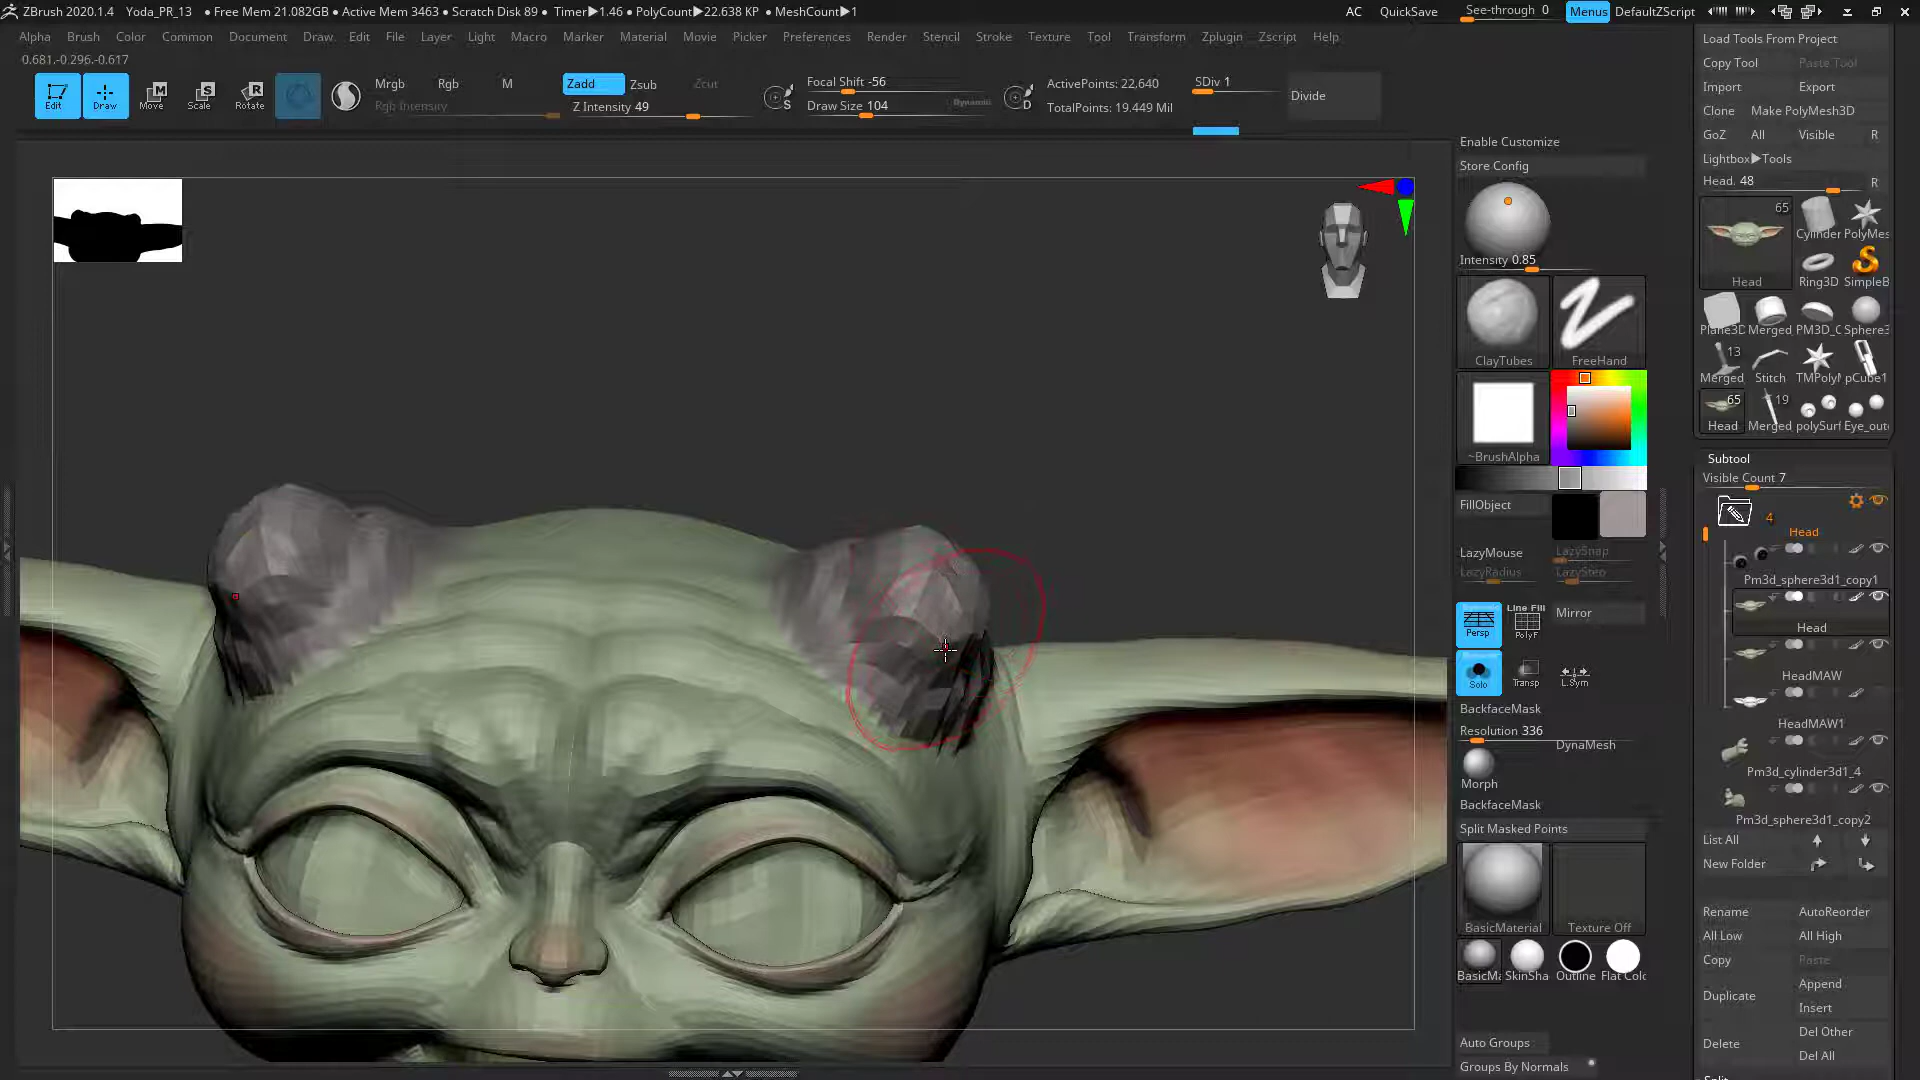 ZBrush 2020.1.4 Yoda_PR_13 • Free Mem 21.082GB • Active Mem 3463 • Scratch Disk 89 • Timer▶1.46 • PolyCount▶22.638 KP • MeshCount▶1 AC QuickSave See-through 0 Menus DefaultZScript
Alpha Brush Color Common Document Draw Edit File Layer Light Macro Marker Material Movie Picker Preferences Render Stencil Stroke Texture Tool Transform Zplugin Zscript Help
0.681,-0.296,-0.617
Edit Draw Move Scale Rotate
Mrgb Rgb M
Rgb Intensity
Zadd Zsub Zcut
Z Intensity 49
S
Focal Shift -56
Draw Size 104 Dynamic
D
ActivePoints: 22,640
TotalPoints: 19.449 Mil
SDiv 1
Divide
Enable Customize
Store Config
Intensity 0.85
ClayTubes FreeHand
~BrushAlpha
FillObject
LazyMouse LazySnap
LazyRadius LazyStep
Persp Line Fill PolyF Mirror
Solo Transp L.Sym
BackfaceMask
Resolution 336
DynaMesh
Morph
BackfaceMask
Split Masked Points
BasicMaterial Texture Off
BasicMa SkinSha Outline Flat Colo
Auto Groups
Groups By Normals
Load Tools From Project
Copy Tool Paste Tool
Import Export
Clone Make PolyMesh3D
GoZ All Visible R
Lightbox▶Tools
Head. 48 R
65
Cylinder PolyMes
Head Ring3D SimpleB
Plane3D Merged PM3D_C Sphere3
13
Merged Stitch TMPolyM pCube1
65 19
Head Merged polySurf Eye_out
Subtool
Visible Count 7
4
Head
Pm3d_sphere3d1_copy1
Head
HeadMAW
HeadMAW1
Pm3d_cylinder3d1_4
Pm3d_sphere3d1_copy2
List All
New Folder
Rename AutoReorder
All Low All High
Copy Paste
Duplicate Append
Insert
Delete Del Other
Del All
Split